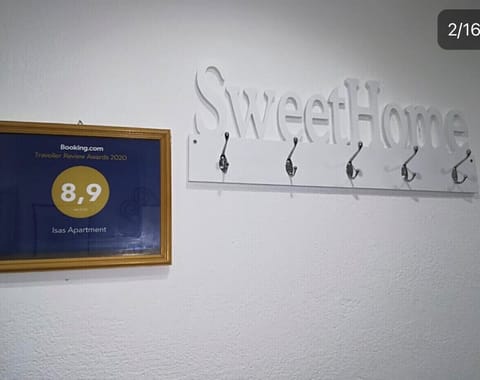 2/16
SweetHome
Booking.com
Traveller Review Awards 2020
8,9
Isas Apartment